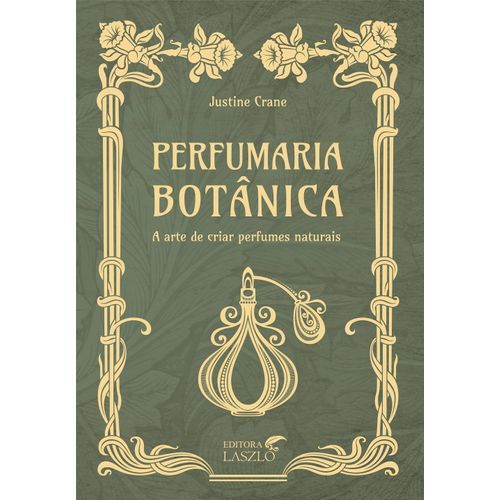 Justine Crane
PERFUMARIA
BOTÂNICA
A arte de criar perfumes naturais
EDITORA
LASZLO